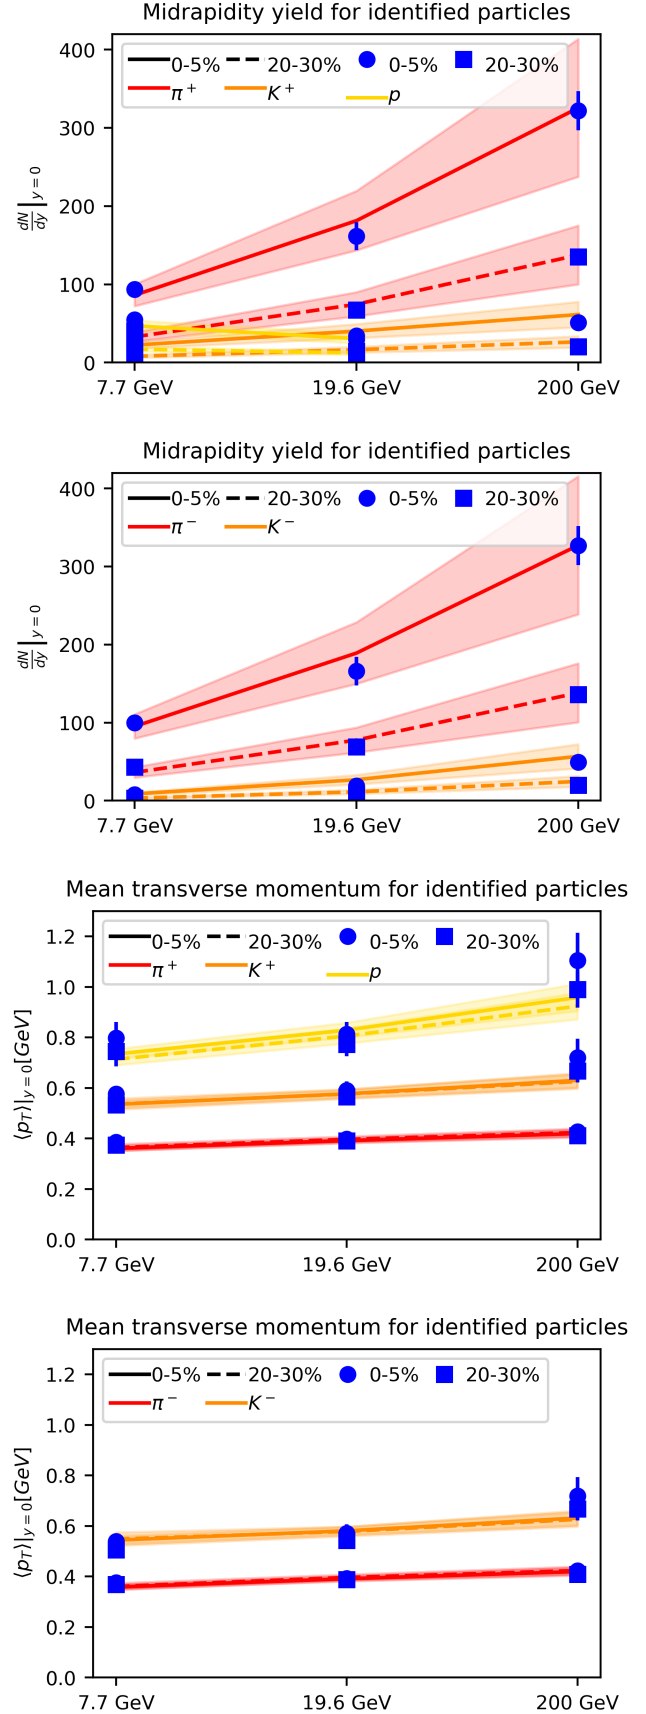 Midrapidity yield for identified particles
400
300
200
100
0
dN/dy|y=0
0-5% 20-30% 0-5% 20-30%
π+ K+ p
7.7 GeV 19.6 GeV 200 GeV
Midrapidity yield for identified particles
400
300
200
100
0
dN/dy|y=0
0-5% 20-30% 0-5% 20-30%
π− K−
7.7 GeV 19.6 GeV 200 GeV
Mean transverse momentum for identified particles
1.2
1.0
0.8
0.6
0.4
0.2
0.0
⟨pT⟩|y=0[GeV]
0-5% 20-30% 0-5% 20-30%
π+ K+ p
7.7 GeV 19.6 GeV 200 GeV
Mean transverse momentum for identified particles
1.2
1.0
0.8
0.6
0.4
0.2
0.0
⟨pT⟩|y=0[GeV]
0-5% 20-30% 0-5% 20-30%
π− K−
7.7 GeV 19.6 GeV 200 GeV